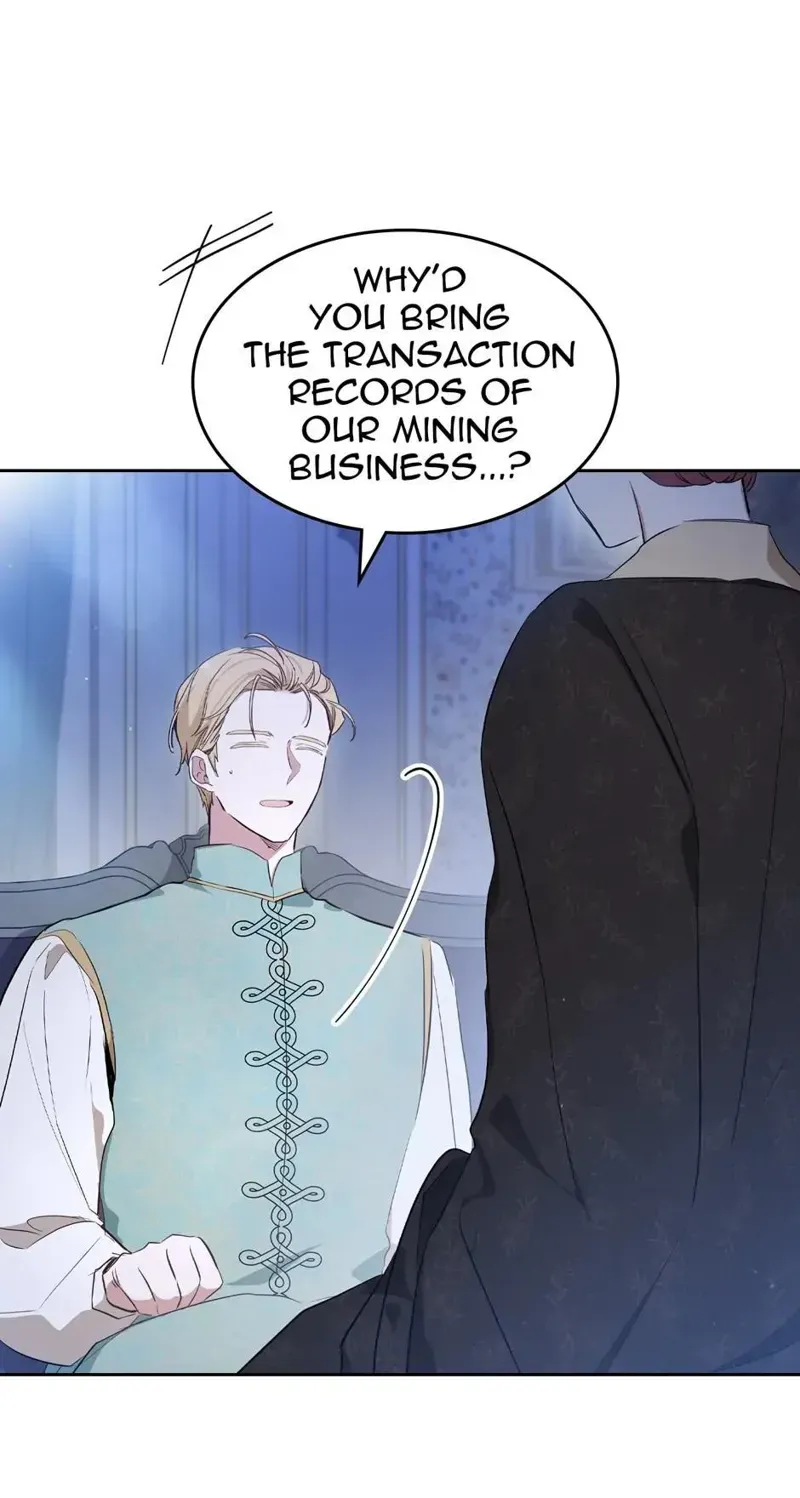 WHY'D
YOU BRING
THE TRANSACTION
RECORDS OF
OUR MINING
BUSINESS...?